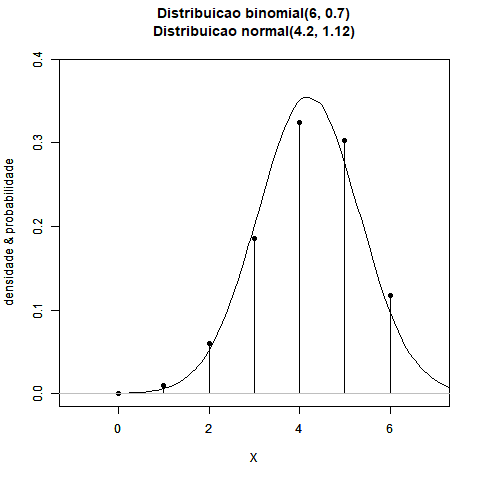 Distribuicao binomial(6, 0.7)
Distribuicao normal(4.2, 1.12)
densidade & probabilidade
0.4
0.3
0.2
0.1
0.0
0 2 4 6
X